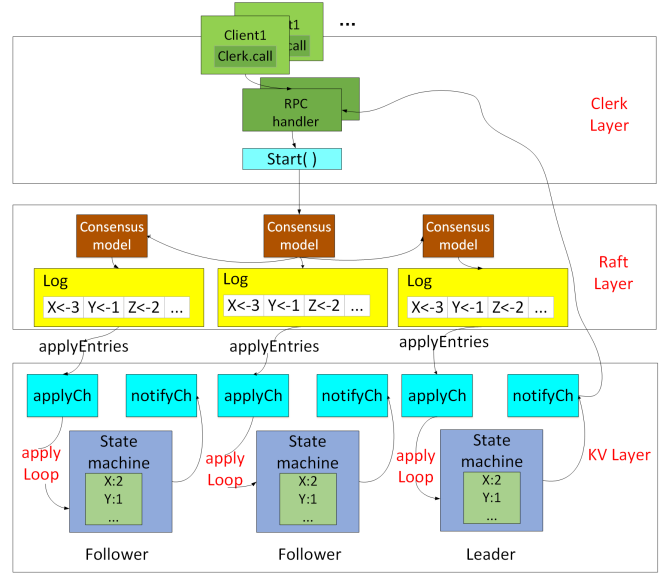 Client1
Clerk.call
t1
call
...
RPC
handler
Start( )
Clerk
Layer
Consensus
model
Consensus
model
Consensus
model
Log
X<-3 Y<-1 Z<-2 ...
Log
X<-3 Y<-1 Z<-2 ...
Log
X<-3 Y<-1 Z<-2 ...
Raft
Layer
applyEntries
applyEntries
applyEntries
applyCh
notifyCh
applyCh
notifyCh
applyCh
notifyCh
apply
Loop
State
machine
X:2
Y:1
...
apply
Loop
State
machine
X:2
Y:1
...
apply
Loop
State
machine
X:2
Y:1
...
KV Layer
Follower
Follower
Leader